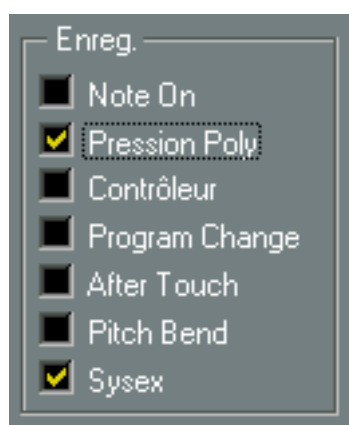 Enreg.
Note On
Pression Poly
Contrôleur
Program Change
After Touch
Pitch Bend
Sysex